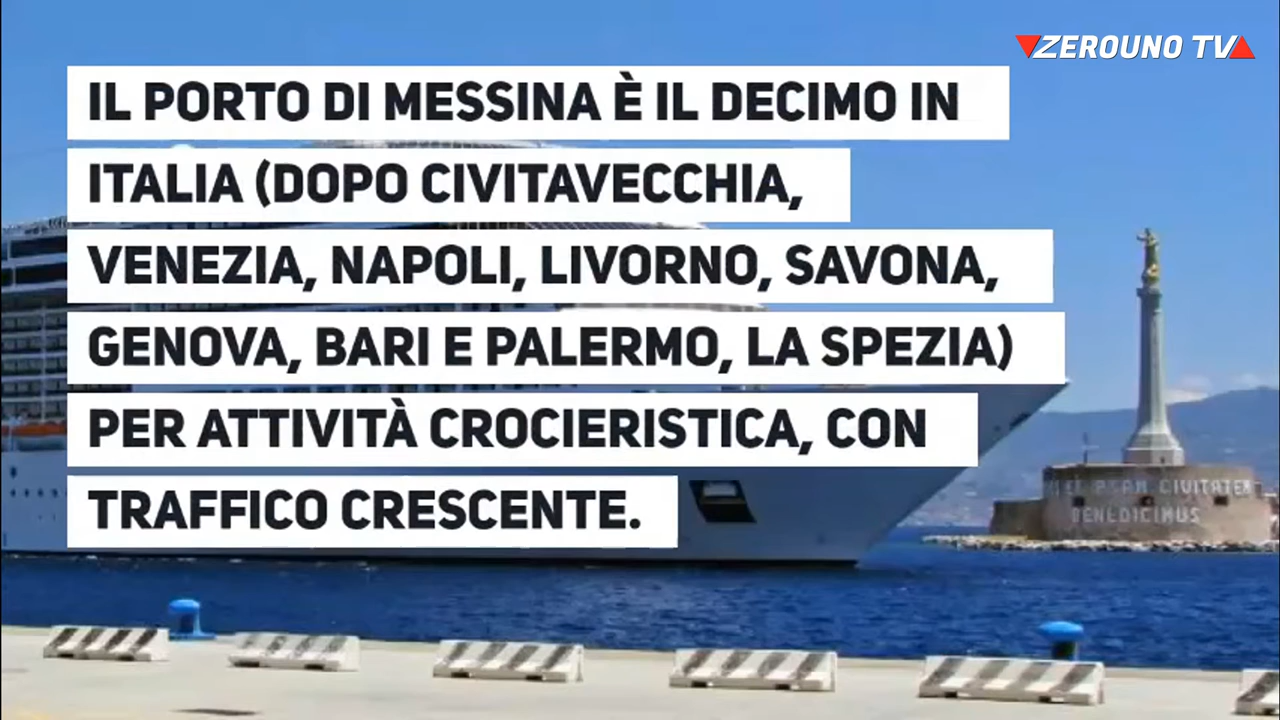 ZEROUNO TV
IL PORTO DI MESSINA È IL DECIMO IN
ITALIA (DOPO CIVITAVECCHIA,
VENEZIA, NAPOLI, LIVORNO, SAVONA,
GENOVA, BARI E PALERMO, LA SPEZIA)
PER ATTIVITÀ CROCIERISTICA, CON
TRAFFICO CRESCENTE.
CIVITATEM
BENEDICIMUS